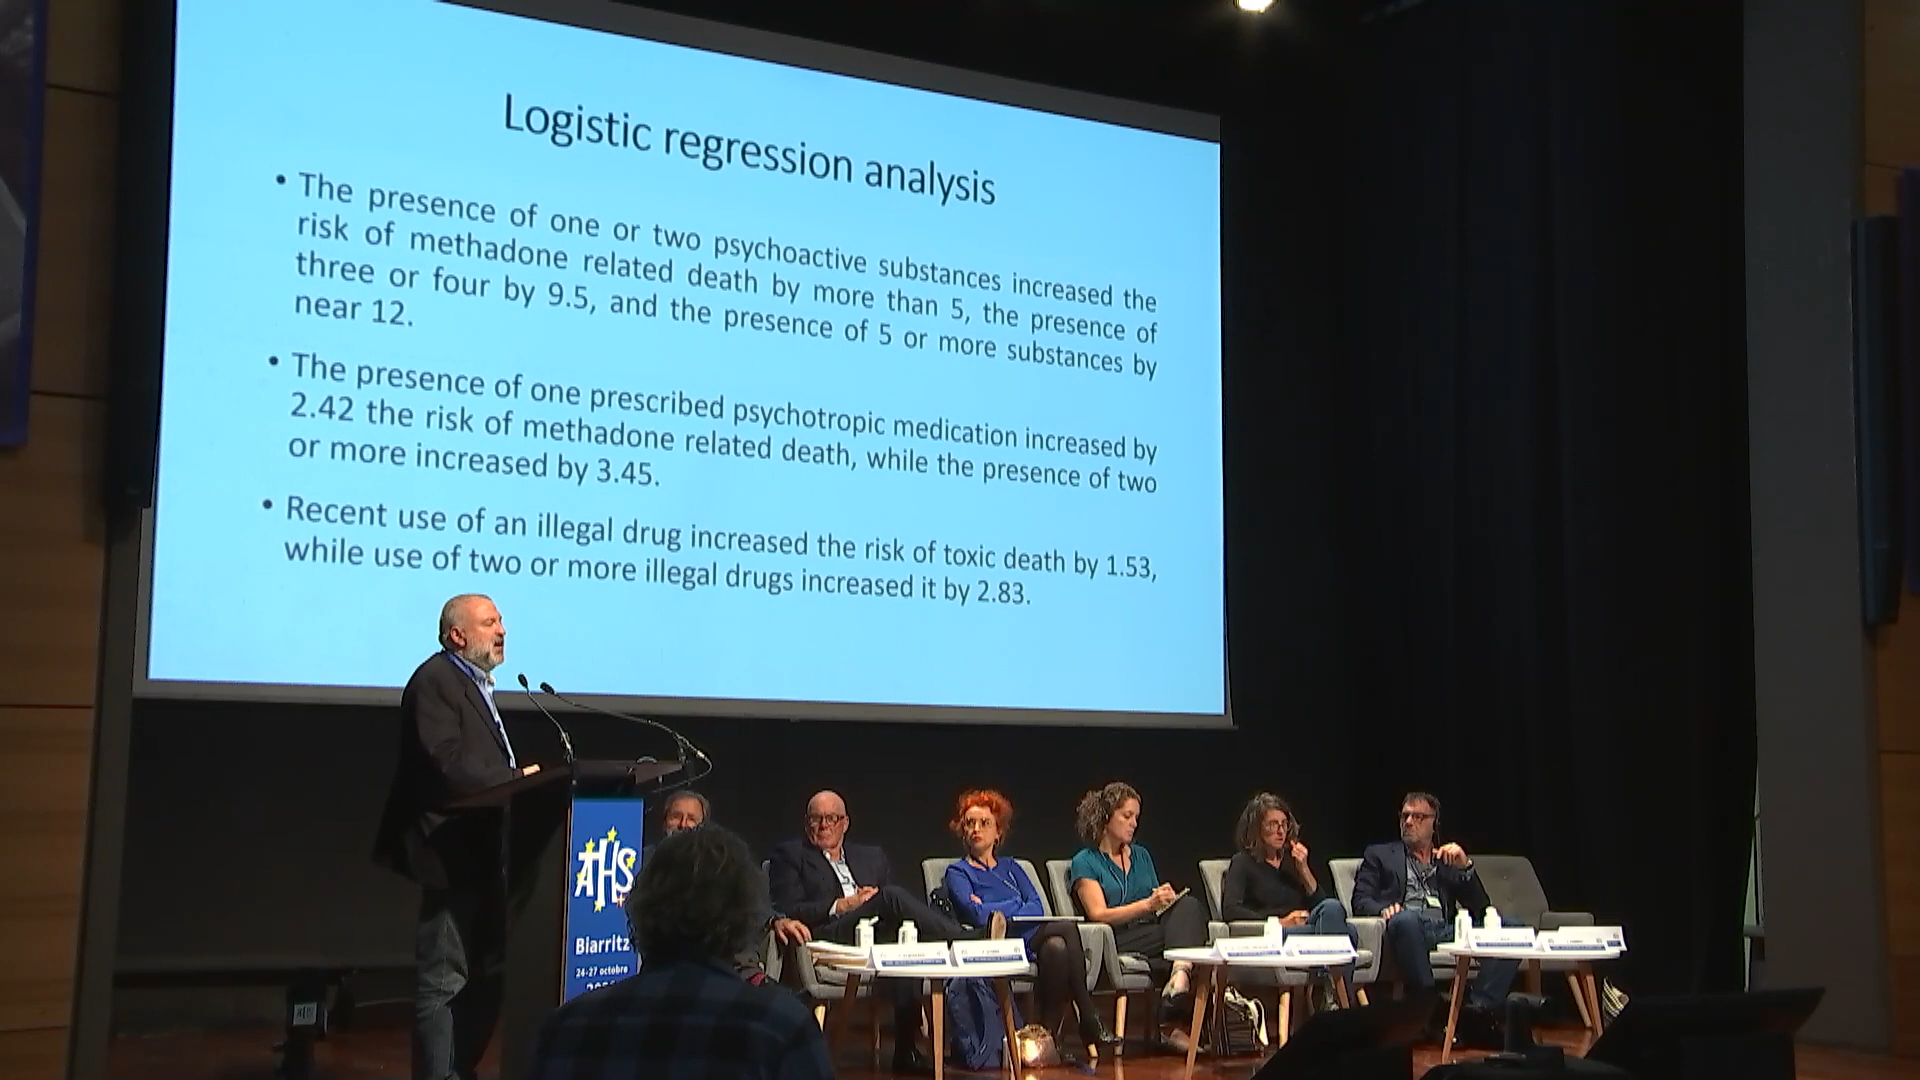 Logistic regression analysis
• The presence of one or two psychoactive substances increased the
risk of methadone related death by more than 5, the presence of
three or four by 9.5, and the presence of 5 or more substances by
near 12.
• The presence of one prescribed psychotropic medication increased by
2.42 the risk of methadone related death, while the presence of two
or more increased by 3.45.
• Recent use of an illegal drug increased the risk of toxic death by 1.53,
while use of two or more illegal drugs increased it by 2.83.
AHS
Biarritz
24-27 octobre